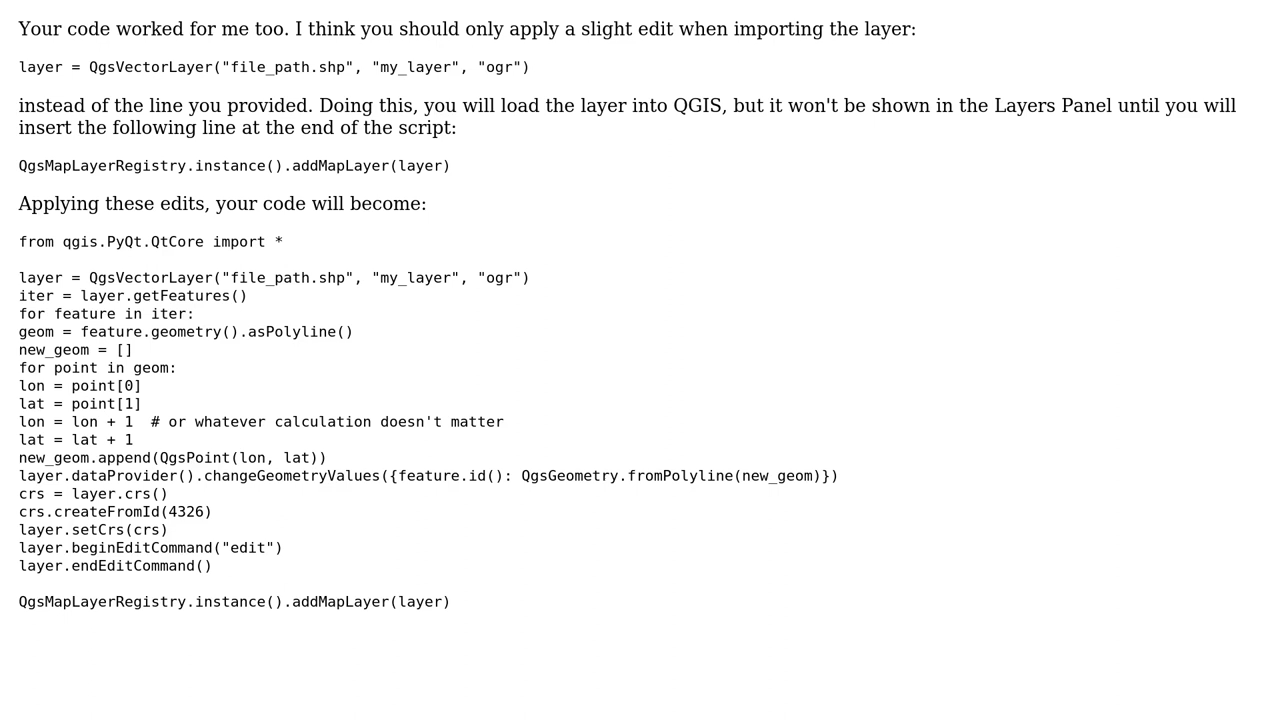 Your code worked for me too. I think you should only apply a slight edit when importing the layer:
layer = QgsVectorLayer("file_path.shp", "my_layer", "ogr")
instead of the line you provided. Doing this, you will load the layer into QGIS, but it won't be shown in the Layers Panel until you will
insert the following line at the end of the script:
QgsMapLayerRegistry.instance().addMapLayer(layer)
Applying these edits, your code will become:
from qgis.PyQt.QtCore import *
layer = QgsVectorLayer("file_path.shp", "my_layer", "ogr")
iter = layer.getFeatures()
for feature in iter:
geom = feature.geometry().asPolyline()
new_geom = []
for point in geom:
lon = point[0]
lat = point[1]
lon = lon + 1  # or whatever calculation doesn't matter
lat = lat + 1
new_geom.append(QgsPoint(lon, lat))
layer.dataProvider().changeGeometryValues({feature.id(): QgsGeometry.fromPolyline(new_geom)})
crs = layer.crs()
crs.createFromId(4326)
layer.setCrs(crs)
layer.beginEditCommand("edit")
layer.endEditCommand()
QgsMapLayerRegistry.instance().addMapLayer(layer)